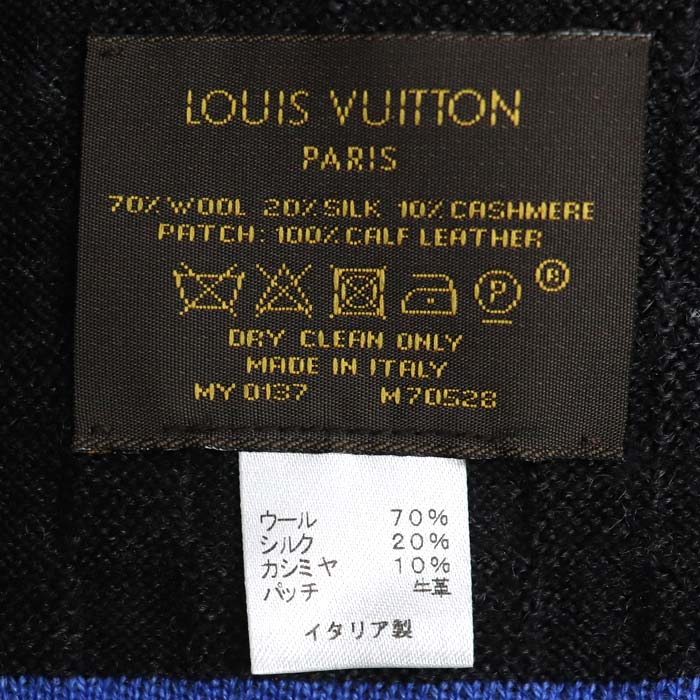 LOUIS VUITTON
PARIS
70% WOOL 20% SILK 10% CASHMERE
PATCH: 100% CALF LEATHER
P ®
DRY CLEAN ONLY
MADE IN ITALY
MY 0137 M70528
ウール 70%
シルク 20%
カシミヤ 10%
パッチ 牛革
イタリア製